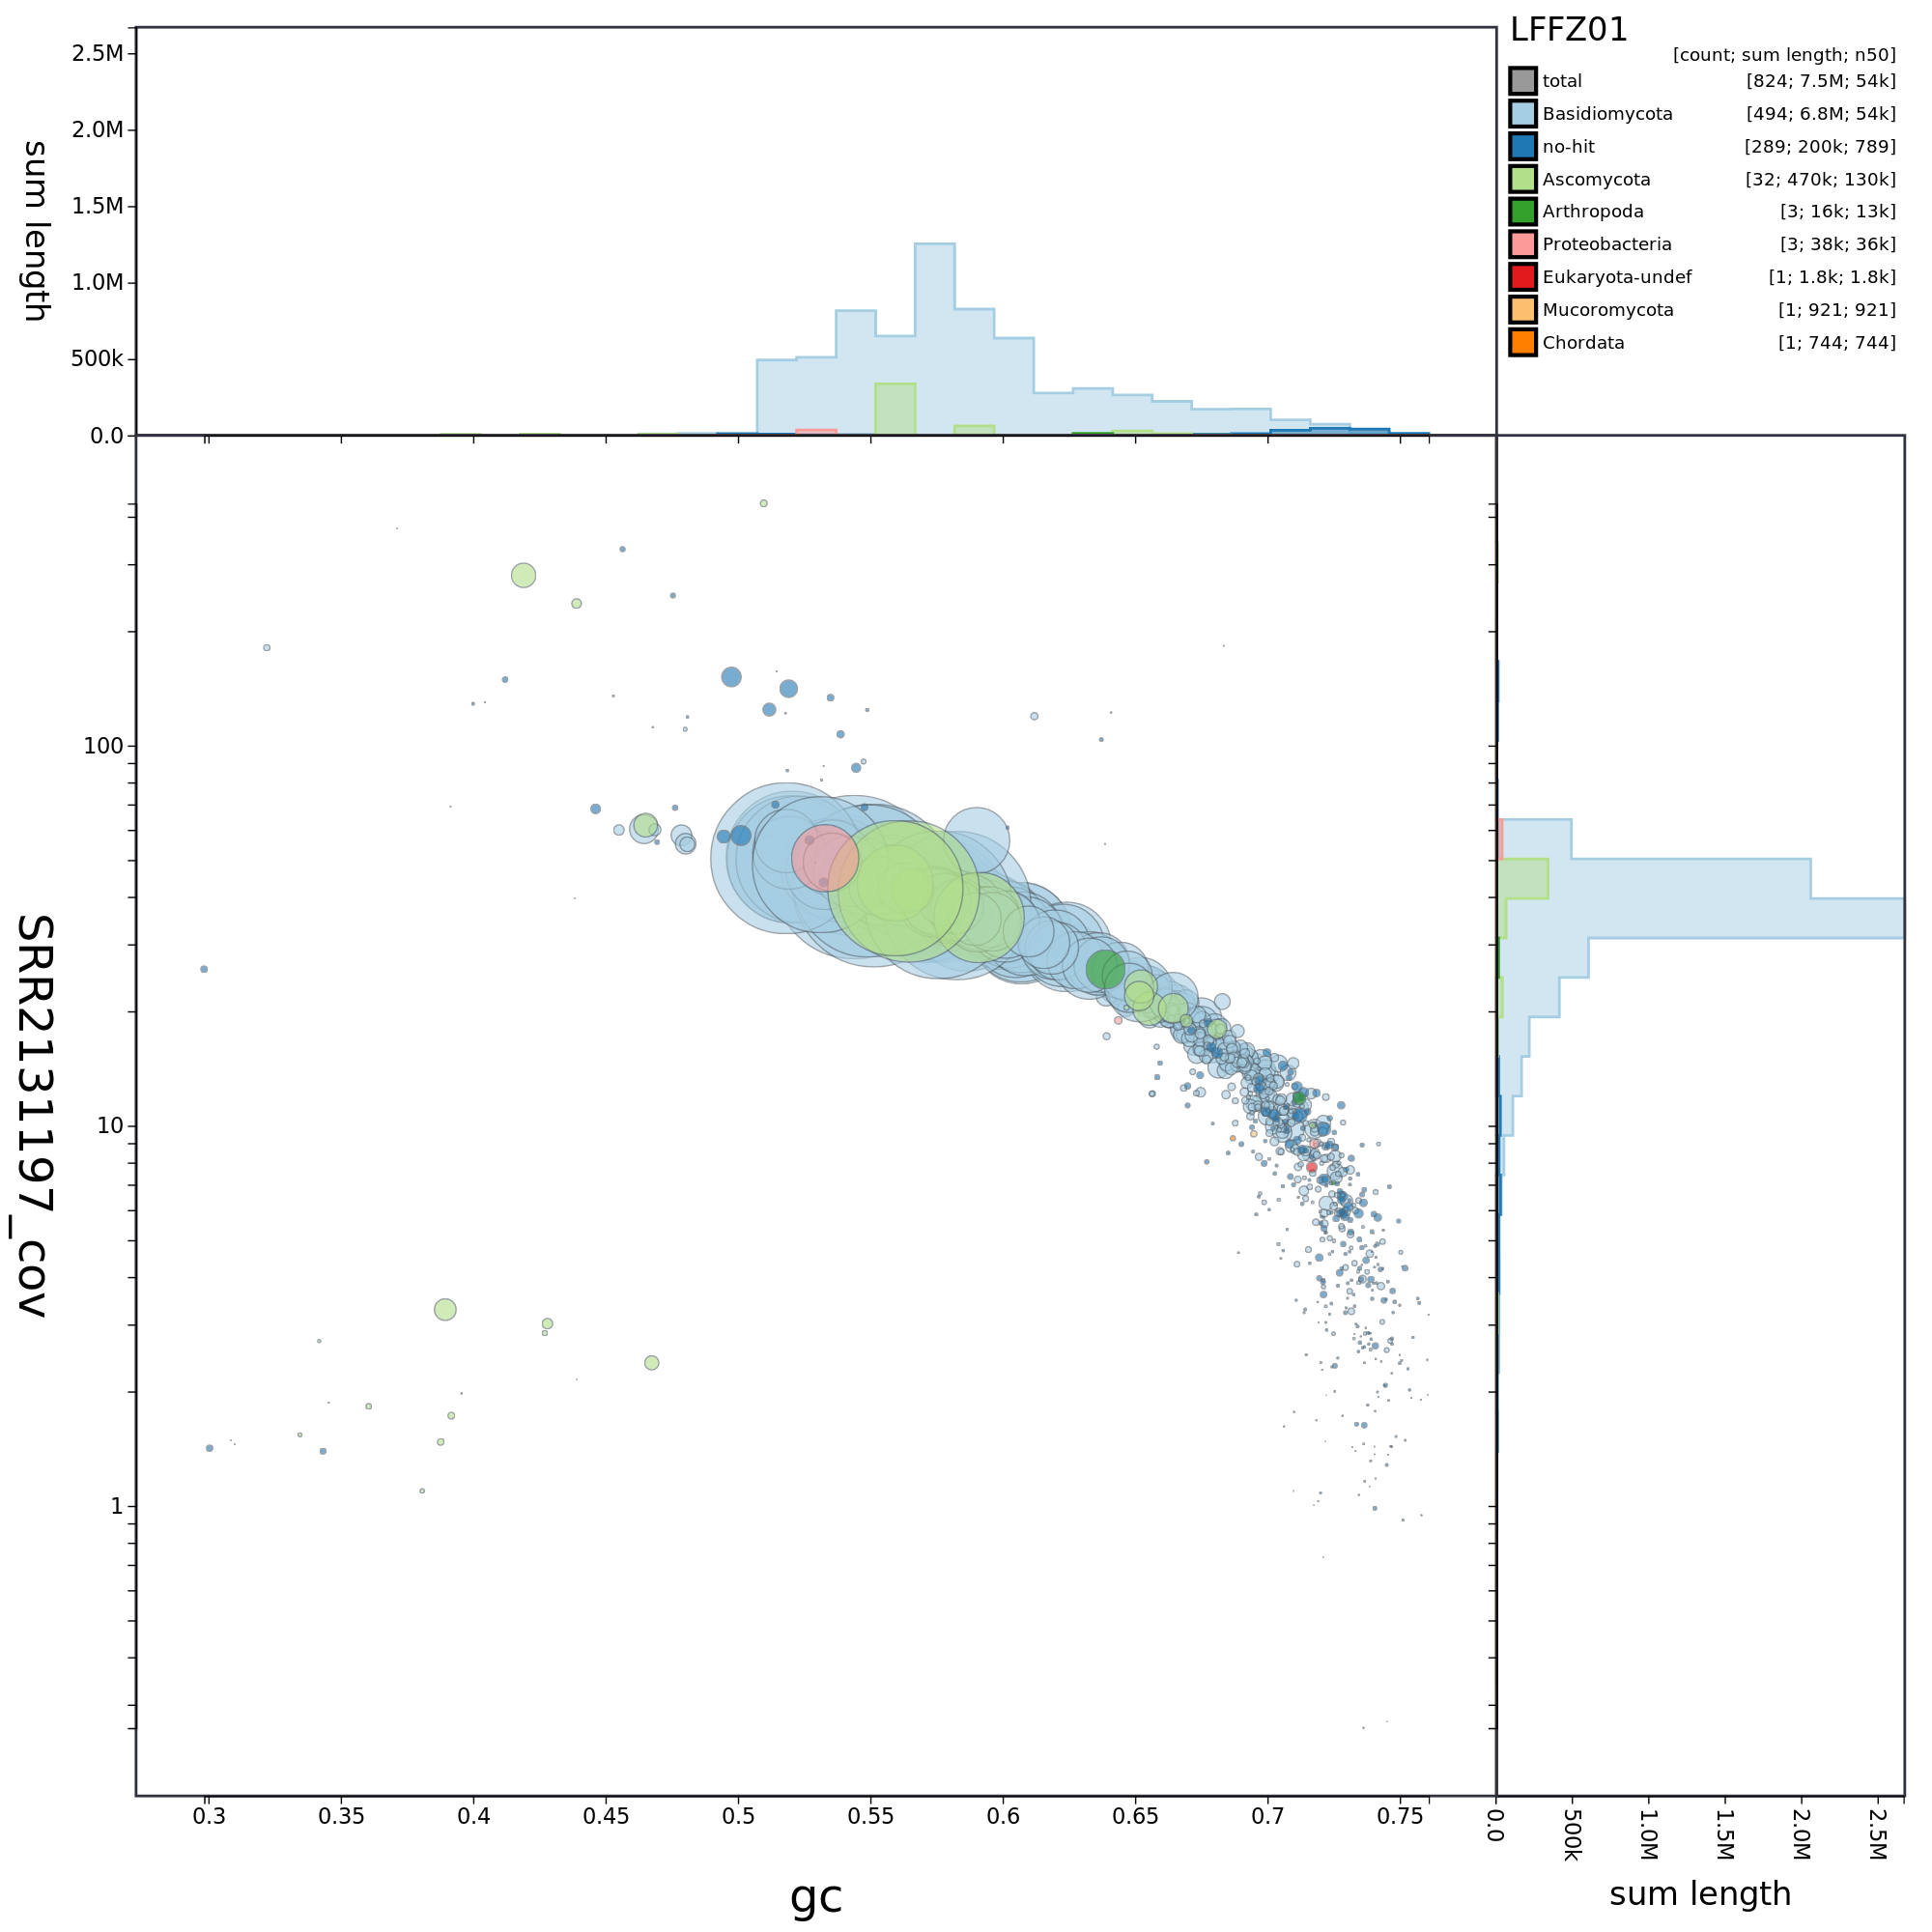 LFFZ01
[count; sum length; n50]
total [824; 7.5M; 54k]
Basidiomycota [494; 6.8M; 54k]
no-hit [289; 200k; 789]
Ascomycota [32; 470k; 130k]
Arthropoda [3; 16k; 13k]
Proteobacteria [3; 38k; 36k]
Eukaryota-undef [1; 1.8k; 1.8k]
Mucoromycota [1; 921; 921]
Chordata [1; 744; 744]
sum length
2.5M
2.0M
1.5M
1.0M
500k
0.0
SRR2131197_cov
100
10
1
0.3 0.35 0.4 0.45 0.5 0.55 0.6 0.65 0.7 0.75
gc
0.0 500k 1.0M 1.5M 2.0M 2.5M
sum length